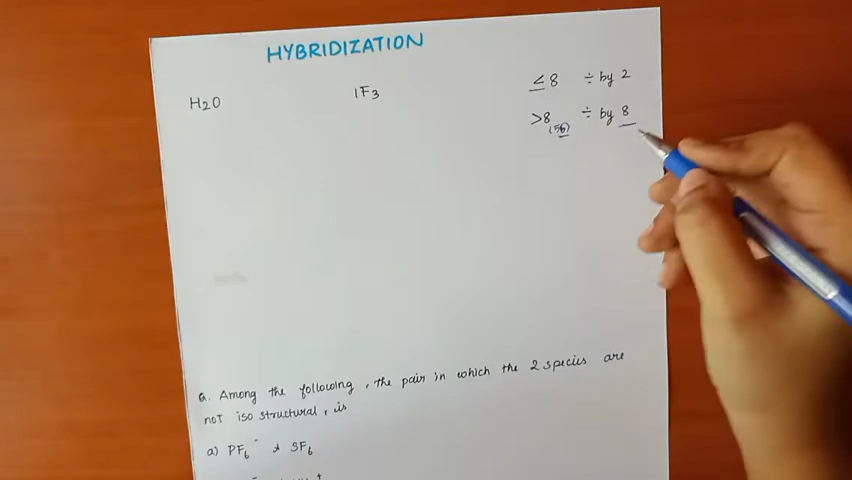 HYBRIDIZATION
H2O IF3 ≤8 ÷ by 2
>8 ÷ by 8
(56)
Q. Among the following, the pair in which the 2 species are
not iso structural, is
a) PF6⁻ & SF6